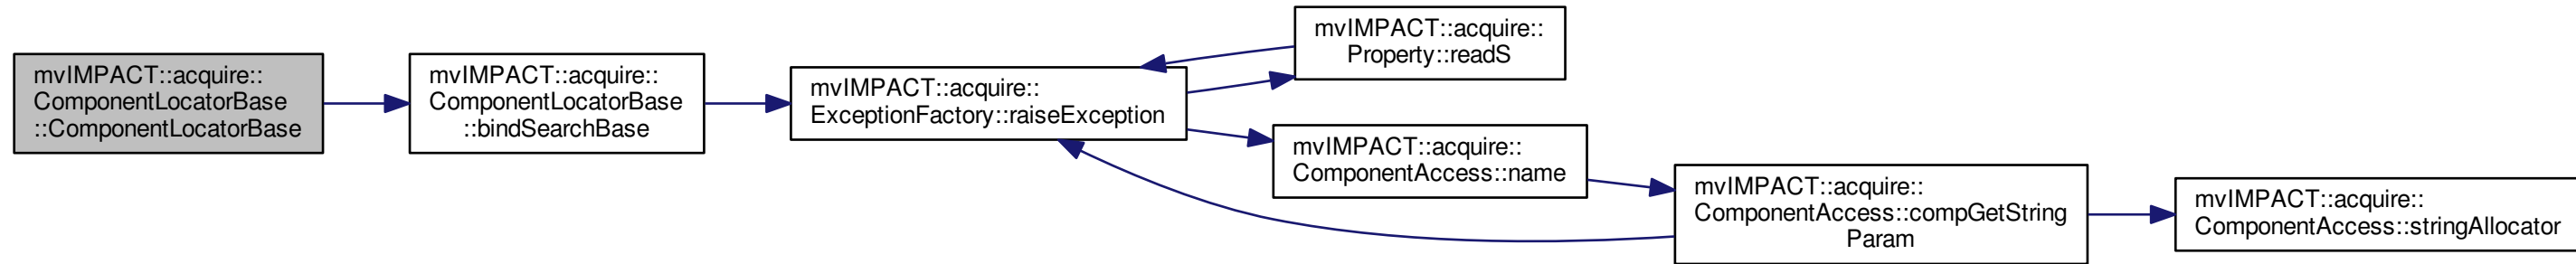 mvIMPACT::acquire::
ComponentLocatorBase
::ComponentLocatorBase
mvIMPACT::acquire::
ComponentLocatorBase
::bindSearchBase
mvIMPACT::acquire::
ExceptionFactory::raiseException
mvIMPACT::acquire::
Property::readS
mvIMPACT::acquire::
ComponentAccess::name
mvIMPACT::acquire::
ComponentAccess::compGetString
Param
mvIMPACT::acquire::
ComponentAccess::stringAllocator